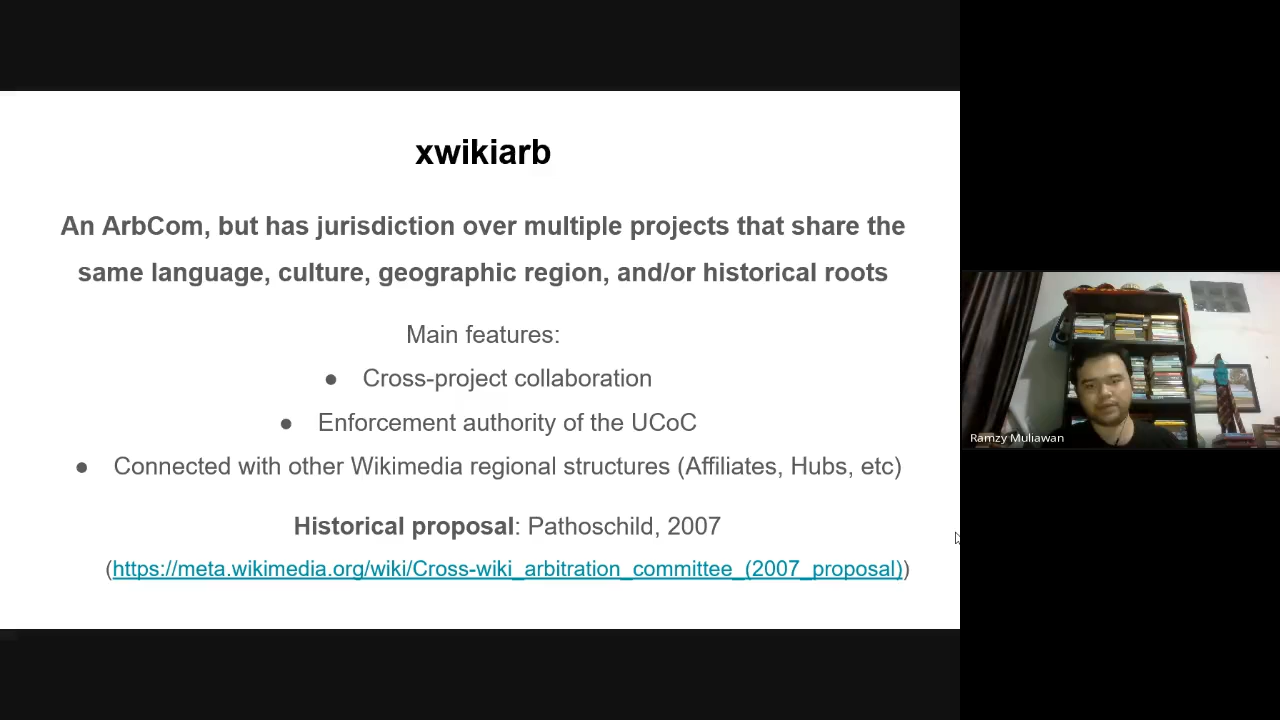 xwikiarb
An ArbCom, but has jurisdiction over multiple projects that share the
same language, culture, geographic region, and/or historical roots
Main features:
● Cross-project collaboration
● Enforcement authority of the UCoC
● Connected with other Wikimedia regional structures (Affiliates, Hubs, etc)
Historical proposal: Pathoschild, 2007
(https://meta.wikimedia.org/wiki/Cross-wiki_arbitration_committee_(2007_proposal))
Ramzy Muliawan